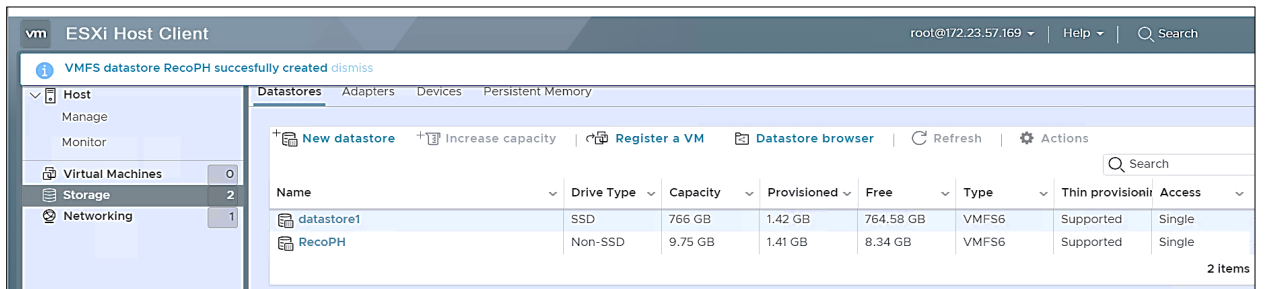 vm ESXi Host Client root@172.23.57.169 Help Search
VMFS datastore RecoPH succesfully created dismiss
Host
Manage
Monitor
Virtual Machines 0
Storage 2
Networking 1
Datastores Adapters Devices Persistent Memory
New datastore Increase capacity Register a VM Datastore browser Refresh Actions
Search
Name Drive Type Capacity Provisioned Free Type Thin provisionin Access
datastore1 SSD 766 GB 1.42 GB 764.58 GB VMFS6 Supported Single
RecoPH Non-SSD 9.75 GB 1.41 GB 8.34 GB VMFS6 Supported Single
2 items